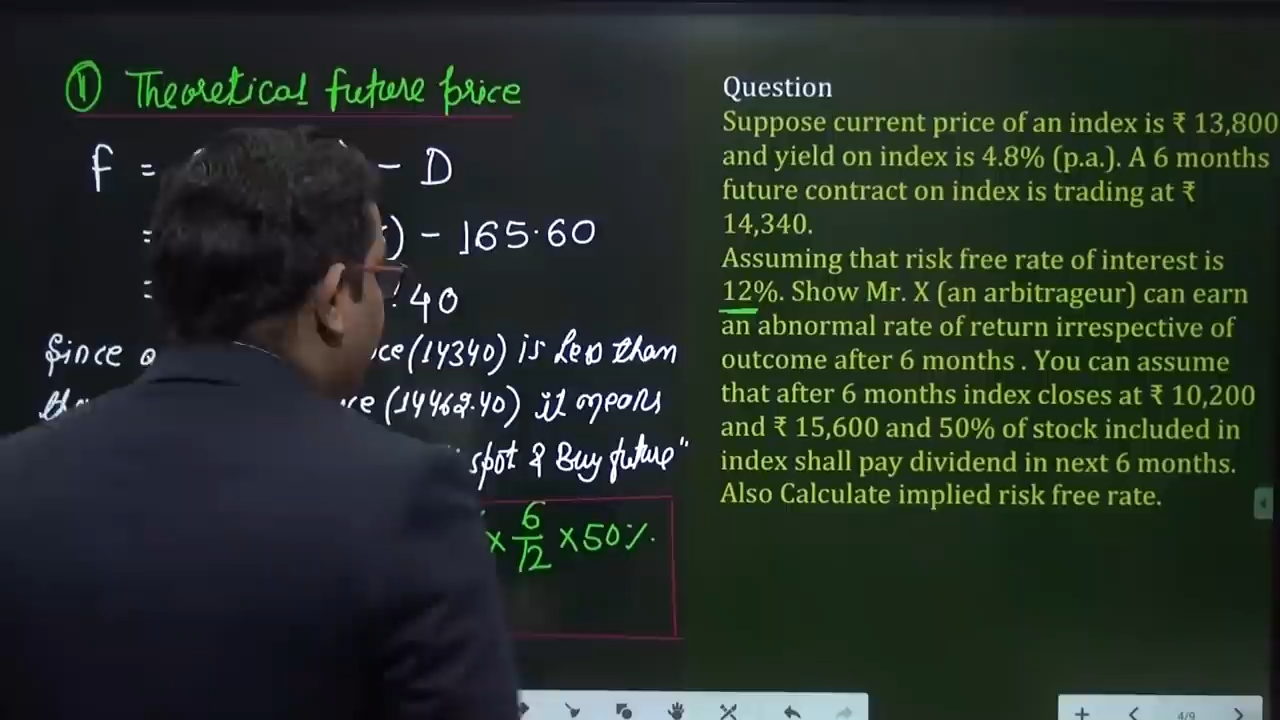 ① Theoretical future price
F = - D
= ) - 165.60
= 40
Since (14340) is less than
(14462.40) it means
spot & Buy future"
× 6/12 × 50%.
Question
Suppose current price of an index is ₹ 13,800
and yield on index is 4.8% (p.a.). A 6 months
future contract on index is trading at ₹
14,340.
Assuming that risk free rate of interest is
12%. Show Mr. X (an arbitrageur) can earn
an abnormal rate of return irrespective of
outcome after 6 months . You can assume
that after 6 months index closes at ₹ 10,200
and ₹ 15,600 and 50% of stock included in
index shall pay dividend in next 6 months.
Also Calculate implied risk free rate.
4/9